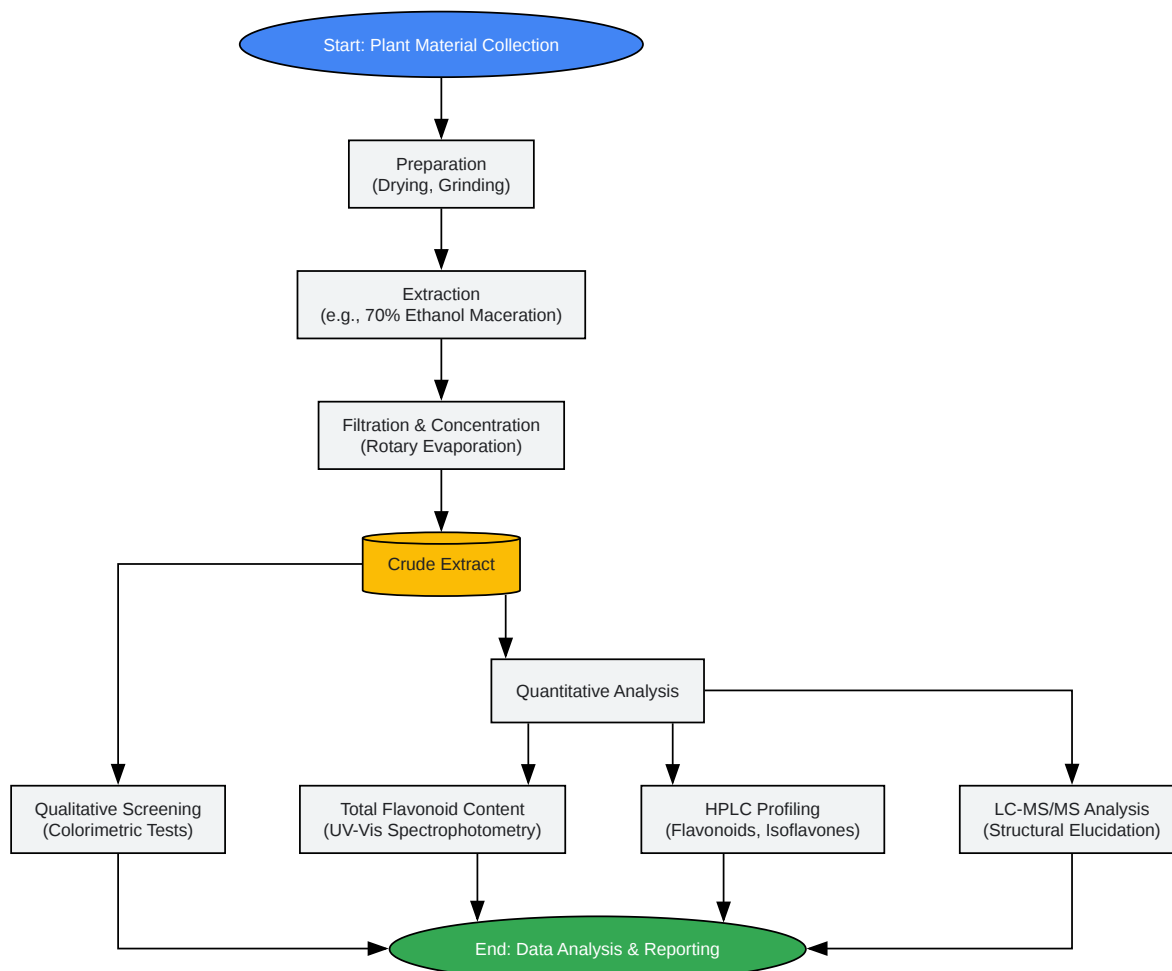 Start: Plant Material Collection
Preparation
(Drying, Grinding)
Extraction
(e.g., 70% Ethanol Maceration)
Filtration & Concentration
(Rotary Evaporation)
Crude Extract
Quantitative Analysis
Qualitative Screening
(Colorimetric Tests)
Total Flavonoid Content
(UV-Vis Spectrophotometry)
HPLC Profiling
(Flavonoids, Isoflavones)
LC-MS/MS Analysis
(Structural Elucidation)
End: Data Analysis & Reporting